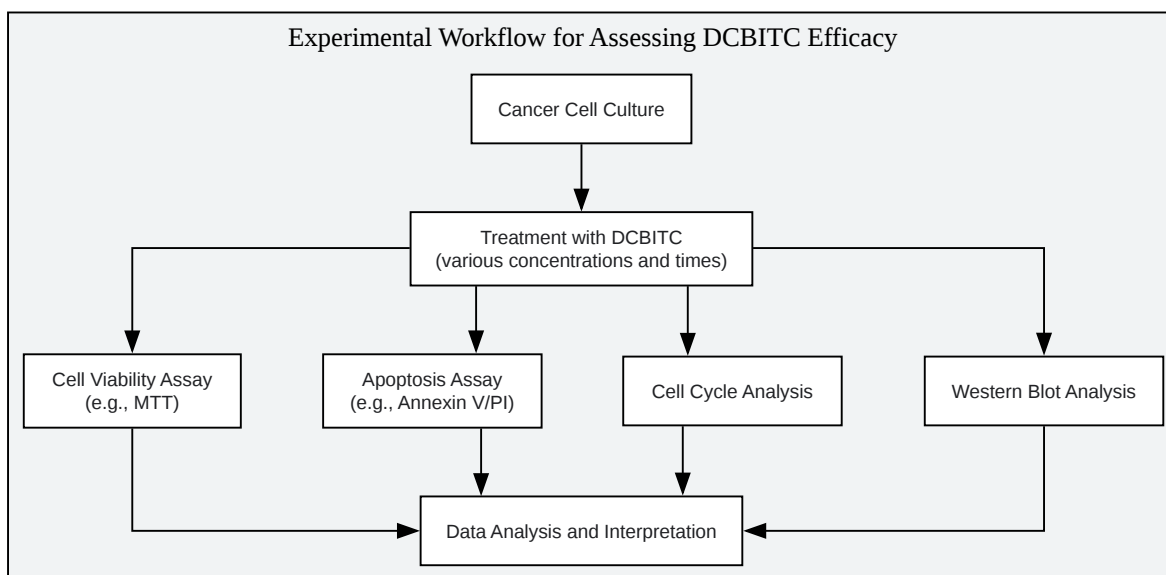 Experimental Workflow for Assessing DCBITC Efficacy
Cancer Cell Culture
Treatment with DCBITC
(various concentrations and times)
Cell Viability Assay
(e.g., MTT)
Apoptosis Assay
(e.g., Annexin V/PI)
Cell Cycle Analysis
Western Blot Analysis
Data Analysis and Interpretation